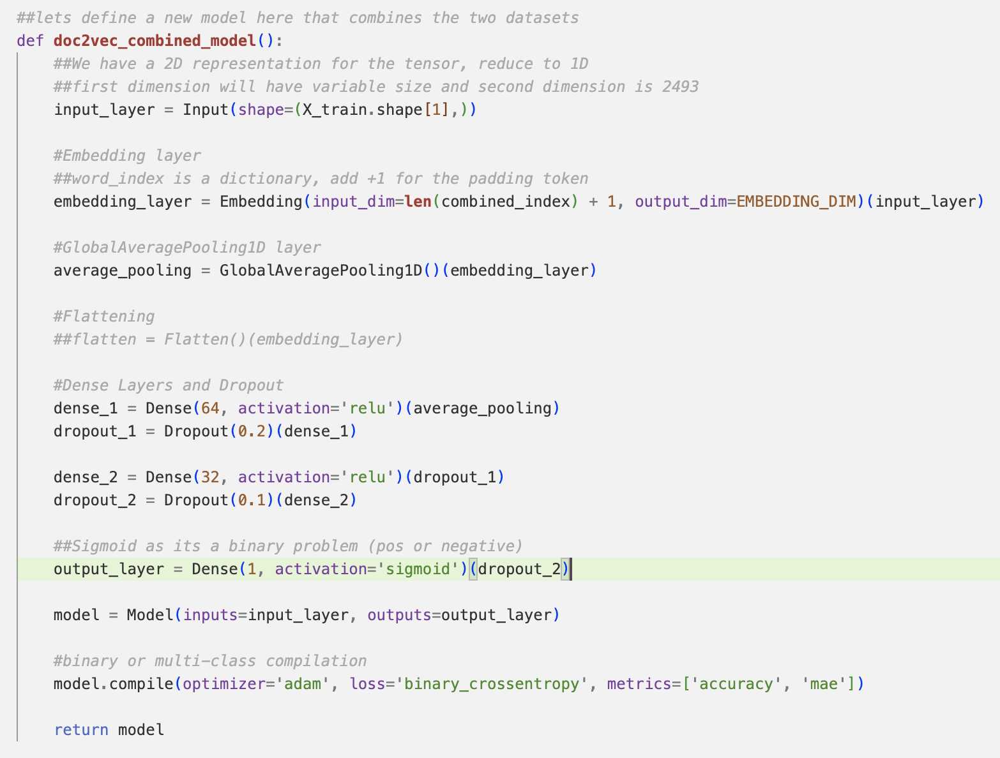 ##lets define a new model here that combines the two datasets
def doc2vec_combined_model():
    ##We have a 2D representation for the tensor, reduce to 1D
    ##first dimension will have variable size and second dimension is 2493
    input_layer = Input(shape=(X_train.shape[1],))

    #Embedding layer
    ##word_index is a dictionary, add +1 for the padding token
    embedding_layer = Embedding(input_dim=len(combined_index) + 1, output_dim=EMBEDDING_DIM)(input_layer)

    #GlobalAveragePooling1D layer
    average_pooling = GlobalAveragePooling1D()(embedding_layer)

    #Flattening
    ##flatten = Flatten()(embedding_layer)

    #Dense Layers and Dropout
    dense_1 = Dense(64, activation='relu')(average_pooling)
    dropout_1 = Dropout(0.2)(dense_1)

    dense_2 = Dense(32, activation='relu')(dropout_1)
    dropout_2 = Dropout(0.1)(dense_2)

    ##Sigmoid as its a binary problem (pos or negative)
    output_layer = Dense(1, activation='sigmoid')(dropout_2)

    model = Model(inputs=input_layer, outputs=output_layer)

    #binary or multi-class compilation
    model.compile(optimizer='adam', loss='binary_crossentropy', metrics=['accuracy', 'mae'])

    return model